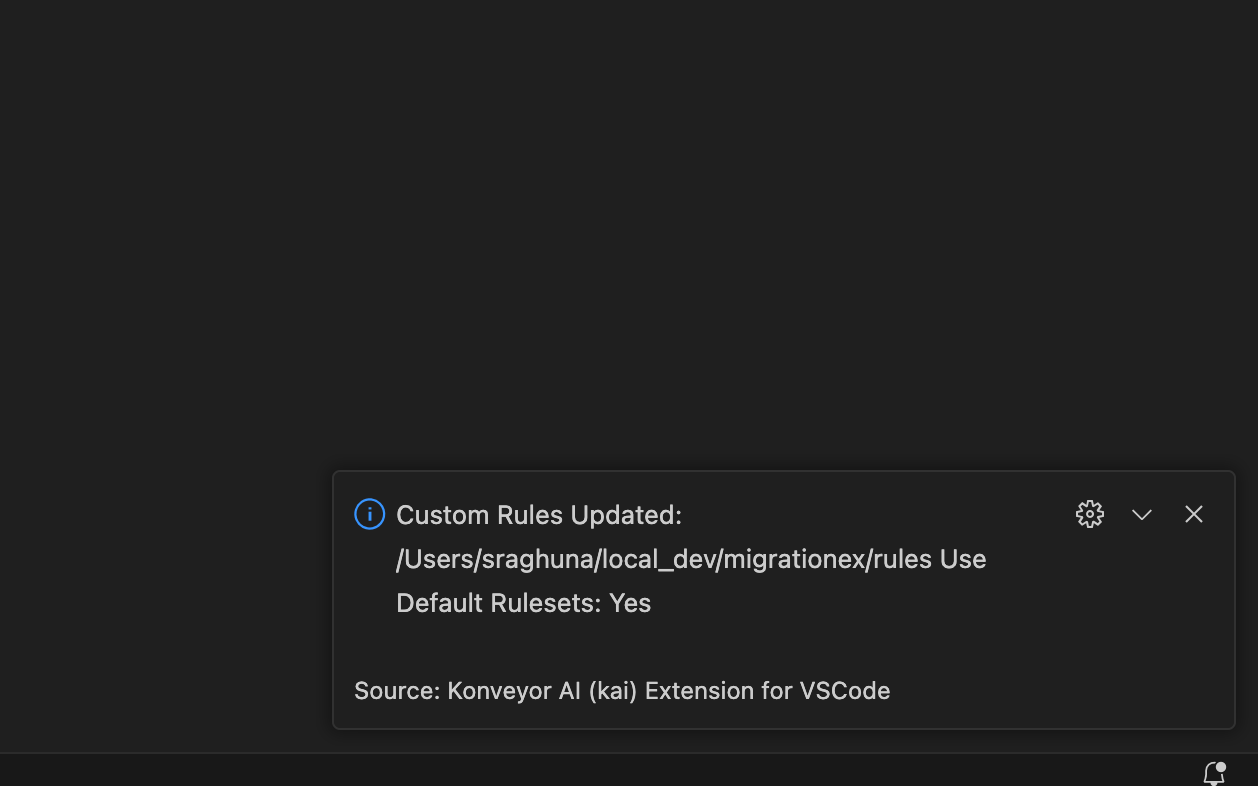 Custom Rules Updated:
/Users/sraghuna/local_dev/migrationex/rules Use
Default Rulesets: Yes
Source: Konveyor AI (kai) Extension for VSCode